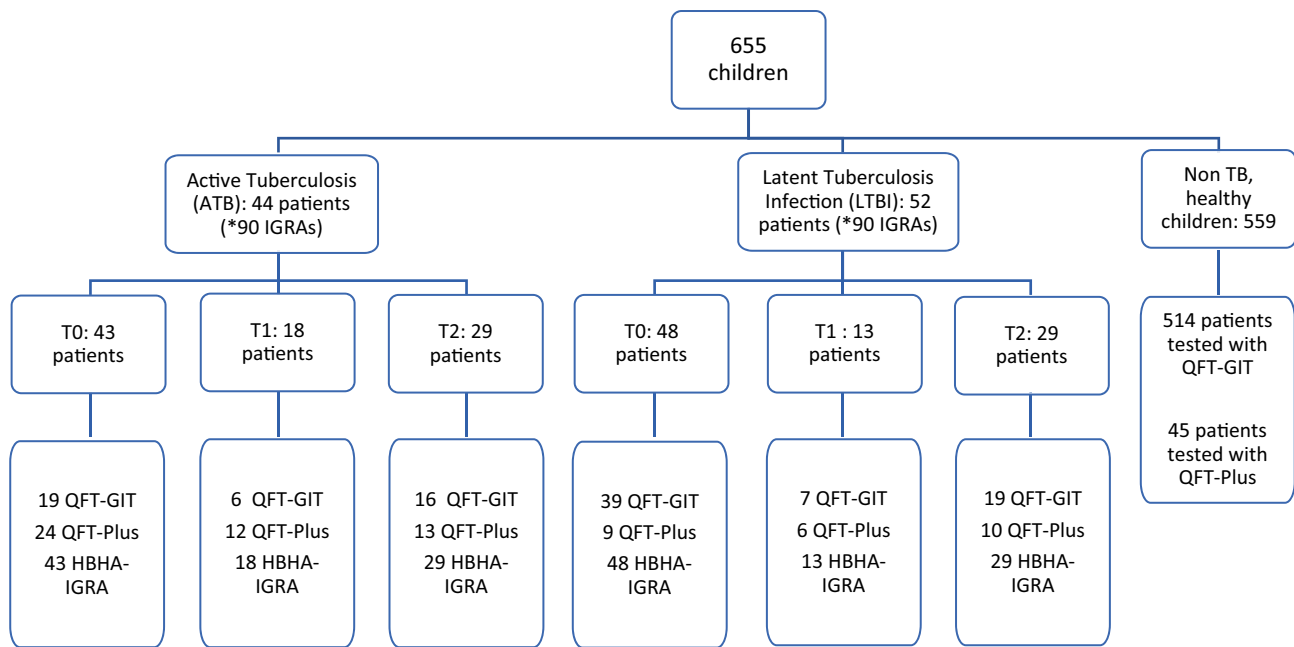 655
children
Active Tuberculosis
(ATB): 44 patients
(*90 IGRAs)
Latent Tuberculosis
Infection (LTBI): 52
patients (*90 IGRAs)
Non TB,
healthy
children: 559
T0: 43
patients
T1: 18
patients
T2: 29
patients
T0: 48
patients
T1 : 13
patients
T2: 29
patients
514 patients
tested with
QFT-GIT
45 patients
tested with
QFT-Plus
19 QFT-GIT
24 QFT-Plus
43 HBHA-
IGRA
6 QFT-GIT
12 QFT-Plus
18 HBHA-
IGRA
16 QFT-GIT
13 QFT-Plus
29 HBHA-
IGRA
39 QFT-GIT
9 QFT-Plus
48 HBHA-
IGRA
7 QFT-GIT
6 QFT-Plus
13 HBHA-
IGRA
19 QFT-GIT
10 QFT-Plus
29 HBHA-
IGRA